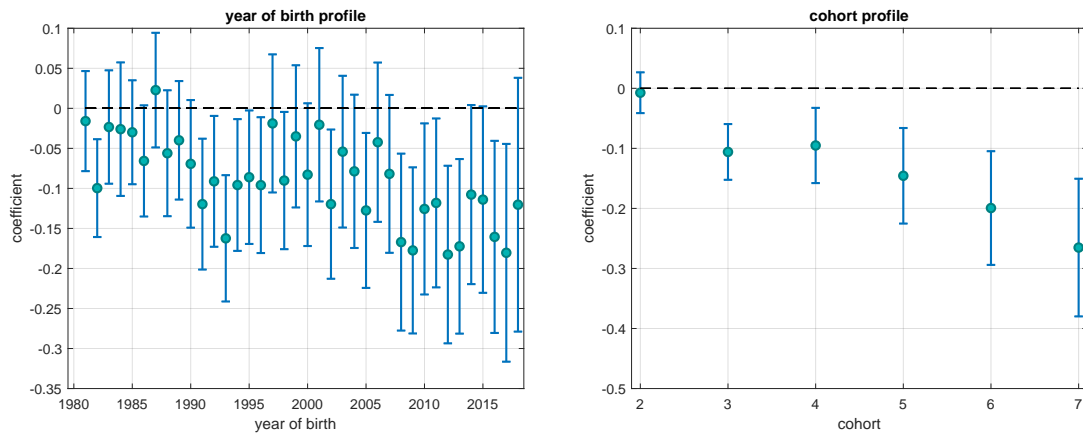 year of birth profile
0.1
0.05
0
-0.05
-0.1
-0.15
-0.2
-0.25
-0.3
-0.35
coefficient
1980 1985 1990 1995 2000 2005 2010 2015
year of birth
cohort profile
0.1
0
-0.1
-0.2
-0.3
-0.4
-0.5
coefficient
2 3 4 5 6 7
cohort